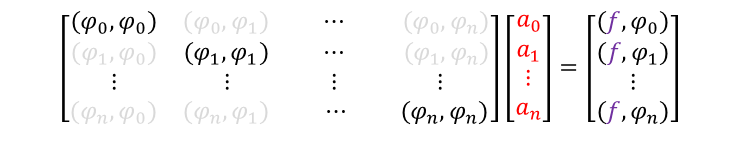 (φ₀, φ₀) (φ₀, φ₁) ⋯ (φ₀, φₙ) a₀ (f, φ₀)
(φ₁, φ₀) (φ₁, φ₁) ⋯ (φ₁, φₙ) a₁ = (f, φ₁)
⋮ ⋮ ⋮ ⋮ ⋮ ⋮
(φₙ, φ₀) (φₙ, φ₁) ⋯ (φₙ, φₙ) aₙ (f, φₙ)